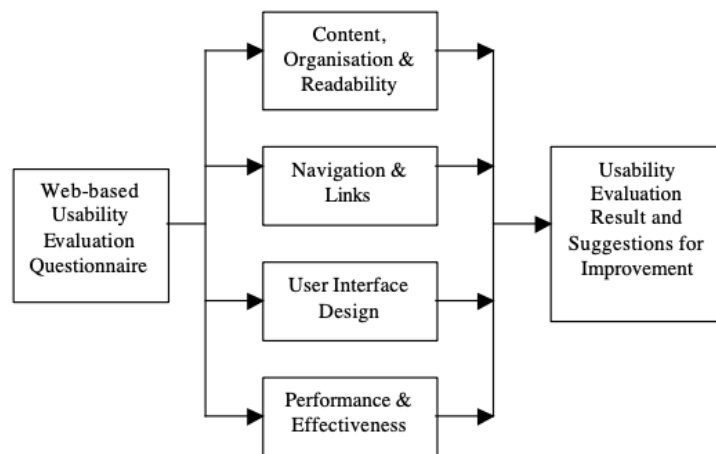 Web-based
Usability
Evaluation
Questionnaire
Content,
Organisation &
Readability
Navigation &
Links
User Interface
Design
Performance &
Effectiveness
Usability
Evaluation
Result and
Suggestions for
Improvement